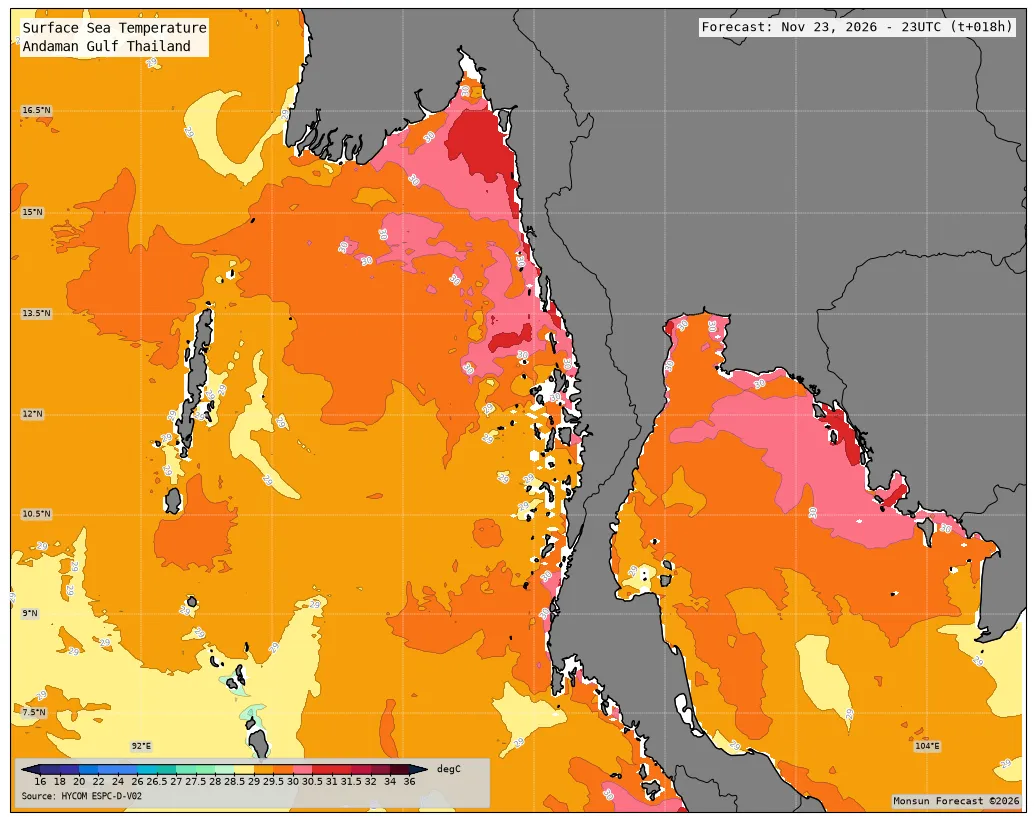 Surface Sea Temperature
Andaman Gulf Thailand
Forecast: Nov 23, 2026 - 23UTC (t+018h)
16.5°N
15°N
13.5°N
12°N
10.5°N
9°N
7.5°N
92°E
104°E
degC
16 18 20 22 24 26 26.5 27 27.5 28 28.5 29 29.5 30 30.5 31 31.5 32 34 36
Source: HYCOM ESPC-D-V02
Monsun Forecast ©2026